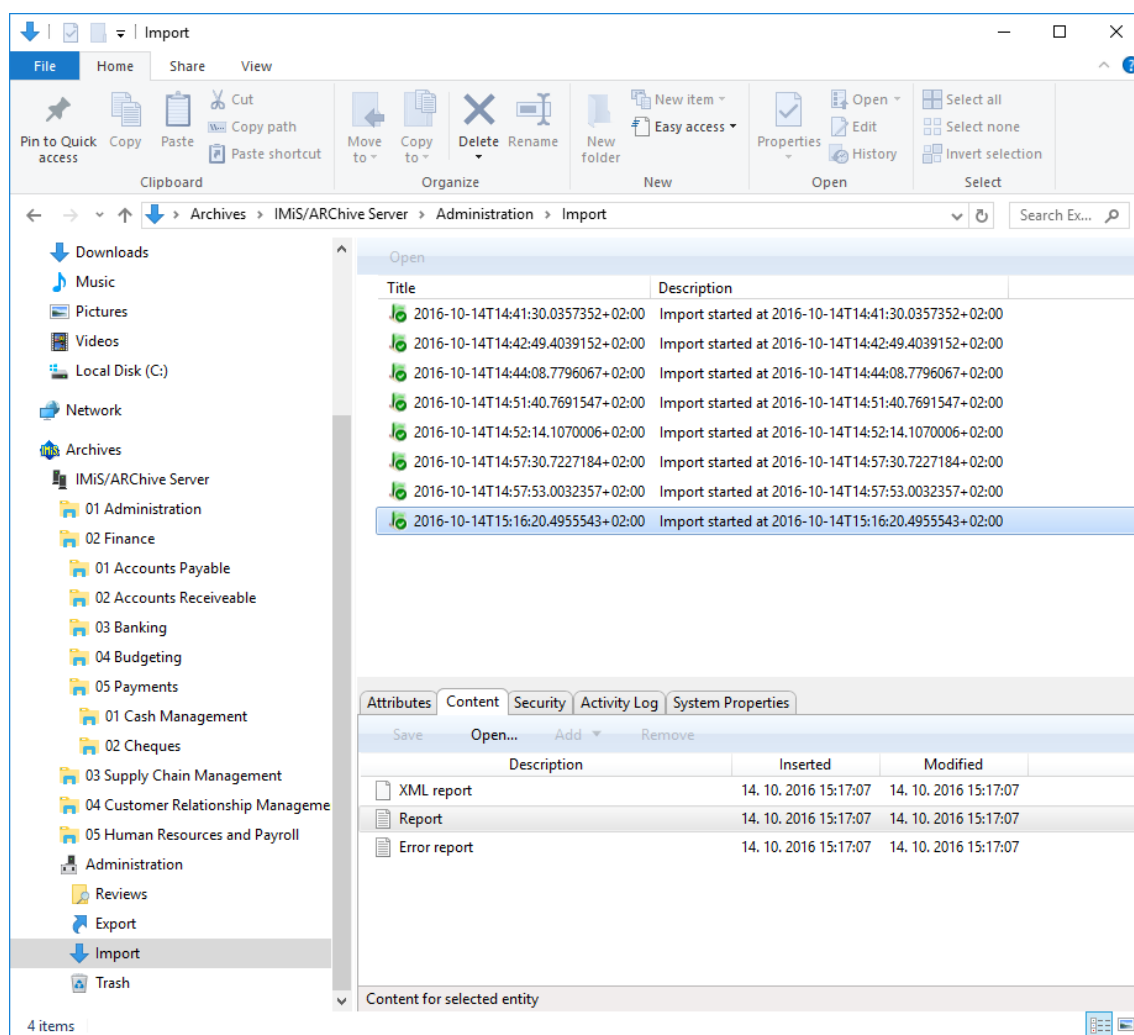 Import
File Home Share View
Pin to Quick access
Copy
Paste
Cut
Copy path
Paste shortcut
Clipboard
Move to
Copy to
Delete
Rename
Organize
New folder
New item
Easy access
New
Properties
Open
Edit
History
Open
Select all
Select none
Invert selection
Select
Archives > IMiS/ARChive Server > Administration > Import
Search Ex...
Downloads
Music
Pictures
Videos
Local Disk (C:)
Network
Archives
IMiS/ARChive Server
01 Administration
02 Finance
01 Accounts Payable
02 Accounts Receiveable
03 Banking
04 Budgeting
05 Payments
01 Cash Management
02 Cheques
03 Supply Chain Management
04 Customer Relationship Manageme
05 Human Resources and Payroll
Administration
Reviews
Export
Import
Trash
Open
Title Description
2016-10-14T14:41:30.0357352+02:00 Import started at 2016-10-14T14:41:30.0357352+02:00
2016-10-14T14:42:49.4039152+02:00 Import started at 2016-10-14T14:42:49.4039152+02:00
2016-10-14T14:44:08.7796067+02:00 Import started at 2016-10-14T14:44:08.7796067+02:00
2016-10-14T14:51:40.7691547+02:00 Import started at 2016-10-14T14:51:40.7691547+02:00
2016-10-14T14:52:14.1070006+02:00 Import started at 2016-10-14T14:52:14.1070006+02:00
2016-10-14T14:57:30.7227184+02:00 Import started at 2016-10-14T14:57:30.7227184+02:00
2016-10-14T14:57:53.0032357+02:00 Import started at 2016-10-14T14:57:53.0032357+02:00
2016-10-14T15:16:20.4955543+02:00 Import started at 2016-10-14T15:16:20.4955543+02:00
Attributes Content Security Activity Log System Properties
Save Open... Add Remove
Description Inserted Modified
XML report 14. 10. 2016 15:17:07 14. 10. 2016 15:17:07
Report 14. 10. 2016 15:17:07 14. 10. 2016 15:17:07
Error report 14. 10. 2016 15:17:07 14. 10. 2016 15:17:07
Content for selected entity
4 items